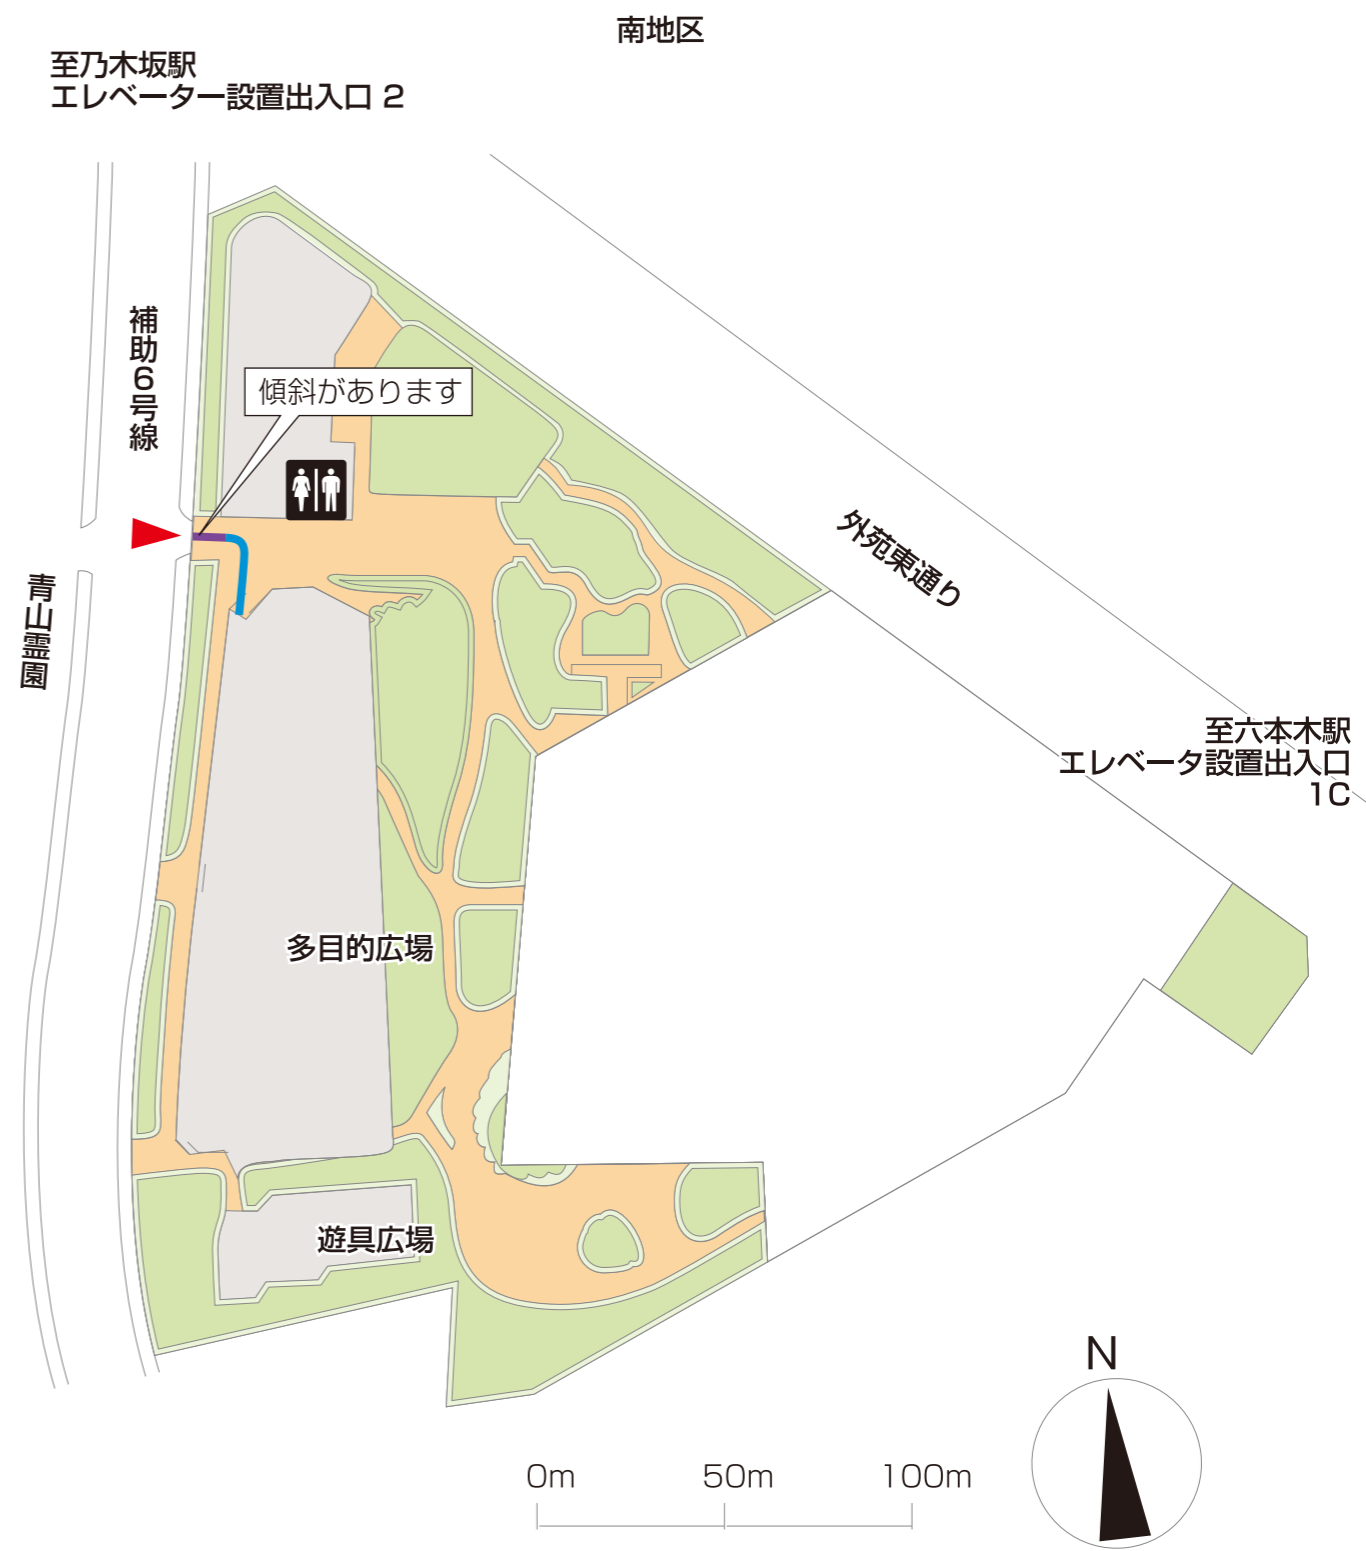 南地区
至乃木坂駅
エレベーター設置出入口 2
補助6号線
傾斜があります
外苑東通り
青山霊園
至六本木駅
エレベータ設置出入口
1C
多目的広場
遊具広場
N
0m 50m 100m